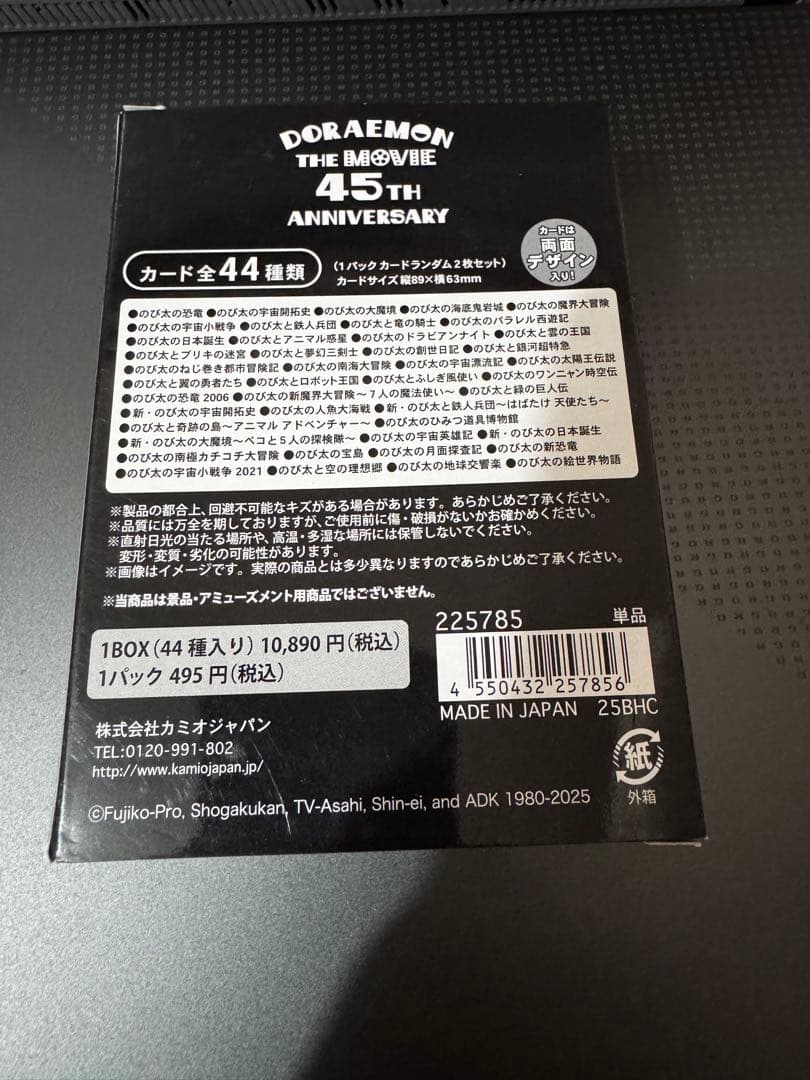 DORAEMON
THE MOVIE
45TH
ANNIVERSARY
カードは
両面
デザイン
入り!
カード全44種類
(1パック カードランダム2枚セット)
カードサイズ 縦89×横63mm
●のび太の恐竜 ●のび太の宇宙開拓史 ●のび太の大魔境 ●のび太の海底鬼岩城 ●のび太の魔界大冒険
●のび太の宇宙小戦争 ●のび太と鉄人兵団 ●のび太と竜の騎士 ●のび太のパラレル西遊記
●のび太の日本誕生 ●のび太とアニマル惑星 ●のび太のドラビアンナイト ●のび太と雲の王国
●のび太とブリキの迷宮 ●のび太と夢幻三剣士 ●のび太の創世日記 ●のび太と銀河超特急
●のび太のねじ巻き都市冒険記 ●のび太の南海大冒険 ●のび太の宇宙漂流記 ●のび太の太陽王伝説
●のび太と翼の勇者たち ●のび太とロボット王国 ●のび太とふしぎ風使い ●のび太のワンニャン時空伝
●のび太の恐竜 2006 ●のび太の新魔界大冒険~7人の魔法使い~ ●のび太と緑の巨人伝
●新・のび太の宇宙開拓史 ●のび太の人魚大海戦 ●新・のび太と鉄人兵団~はばたけ 天使たち~
●のび太と奇跡の島~アニマル アドベンチャー~ ●のび太のひみつ道具博物館
●新・のび太の大魔境~ペコと5人の探検隊~ ●のび太の宇宙英雄記 ●新・のび太の日本誕生
●のび太の南極カチコチ大冒険 ●のび太の宝島 ●のび太の月面探査記 ●のび太の新恐竜
●のび太の宇宙小戦争 2021 ●のび太と空の理想郷 ●のび太の地球交響楽 ●のび太の絵世界物語
※製品の都合上、回避不可能なキズがある場合があります。あらかじめご了承ください。
※品質には万全を期しておりますが、ご使用前に傷・破損がないかお確かめください。
※直射日光の当たる場所や、高温・多湿な場所には保管しないでください。
変形・変質・劣化の可能性があります。
※画像はイメージです。実際の商品とは多少異なりますのであらかじめご了承ください。
※当商品は景品・アミューズメント用商品ではございません。
1BOX(44種入り) 10,890円(税込)
1パック 495円(税込)
225785 単品
4 550432 257856
MADE IN JAPAN 25BHC
株式会社カミオジャパン
TEL:0120-991-802
http://www.kamiojapan.jp/
紙
外箱
©Fujiko-Pro, Shogakukan, TV-Asahi, Shin-ei, and ADK 1980-2025